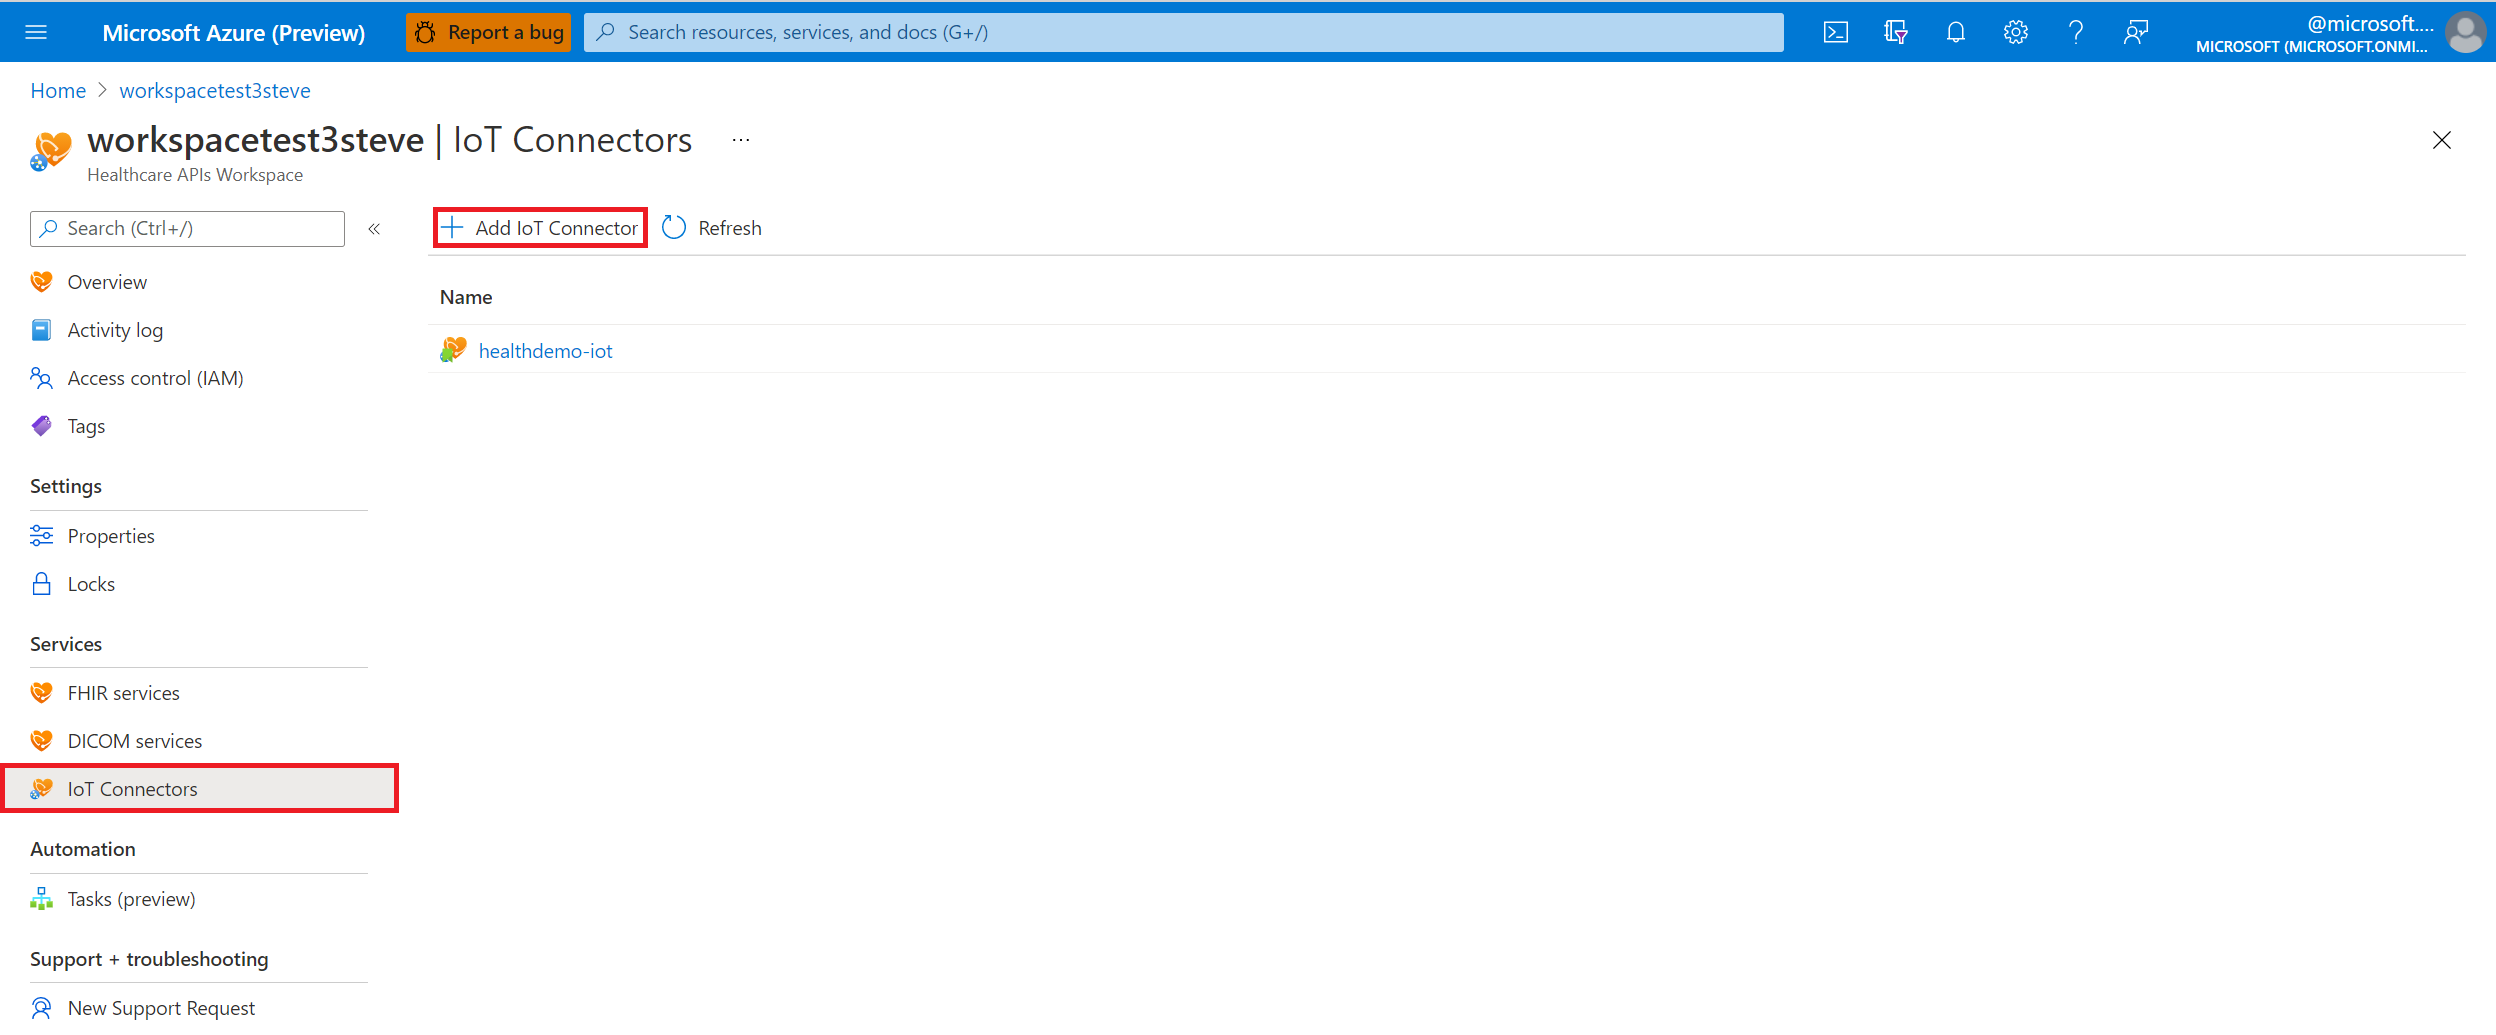 Microsoft Azure (Preview)
Report a bug
Search resources, services, and docs (G+/)
@microsoft....
MICROSOFT (MICROSOFT.ONMI...
Home > workspacetest3steve
workspacetest3steve | IoT Connectors ...
Healthcare APIs Workspace
Search (Ctrl+/)
«
Overview
Activity log
Access control (IAM)
Tags
Settings
Properties
Locks
Services
FHIR services
DICOM services
IoT Connectors
Automation
Tasks (preview)
Support + troubleshooting
New Support Request
Add IoT Connector
Refresh
Name
healthdemo-iot